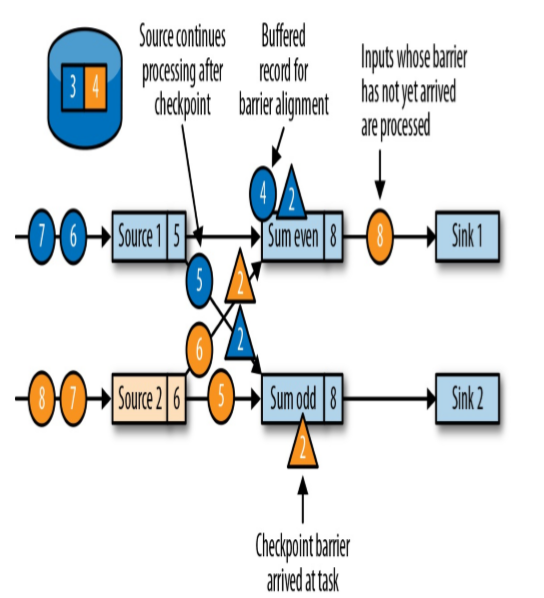 Source continues
processing after
checkpoint
Buffered
record for
barrier alignment
Inputs whose barrier
has not yet arrived
are processed
3 4
4 2
7 6 Source 1 5 Sum even 8 8 Sink 1
5 2
6 2
8 7 Source 2 6 5 Sum odd 8 Sink 2
2
Checkpoint barrier
arrived at task